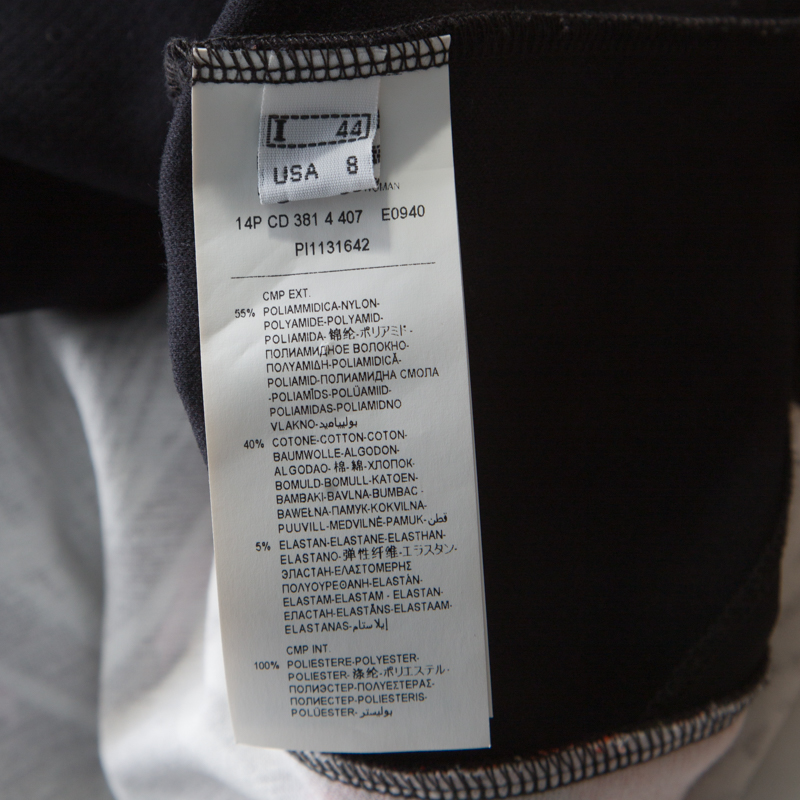 I 44
USA 8
14P CD 381 4 407 E0940
PI1131642
CMP EXT.
55% POLIAMMIDICA-NYLON-
POLYAMIDE-POLYAMID-
POLIAMIDA- 锦纶-ポリアミド-
ПОЛИАМИДНОЕ ВОЛОКНО-
ΠΟΛΥΑΜΙΔΗ-POLIAMIDICĂ-
POLIAMID-ПОЛИАМИДНА СМОЛА
-POLIAMĪDS-POLÜAMIID-
POLIAMIDAS-POLIAMIDNO
VLAKNO-بولياميد
40% COTONE-COTTON-COTON-
BAUMWOLLE-ALGODON-
ALGODAO- 棉- 綿-ХЛОПОК-
BOMULD-BOMULL-KATOEN-
BAMBAKI-BAVLNA-BUMBAC -
BAWEŁNA-ПАМУК-KOKVILNA-
PUUVILL-MEDVILNĖ-PAMUK-قطن
5% ELASTAN-ELASTANE-ELASTHAN-
ELASTANO-弹性纤维-エラスタン-
ЭЛАСТАН-ΕΛΑΣΤΟΜΕΡΗΣ
ΠΟΛΥΟΥΡΕΘΑΝΗ-ELASTÀN-
ELASTAM-ELASTAM - ELASTAN-
ЕЛАСТАН-ELASTĀNS-ELASTAAM-
ELASTANAS-إيلاستام
CMP INT.
100% POLIESTERE-POLYESTER-
POLIESTER- 涤纶-ポリエステル-
ПОЛИЭСТЕР-ΠΟΛΥΕΣΤΕΡΑΣ-
ПОЛИЕСТЕР-POLIESTERIS-
POLÜESTER-بوليستر